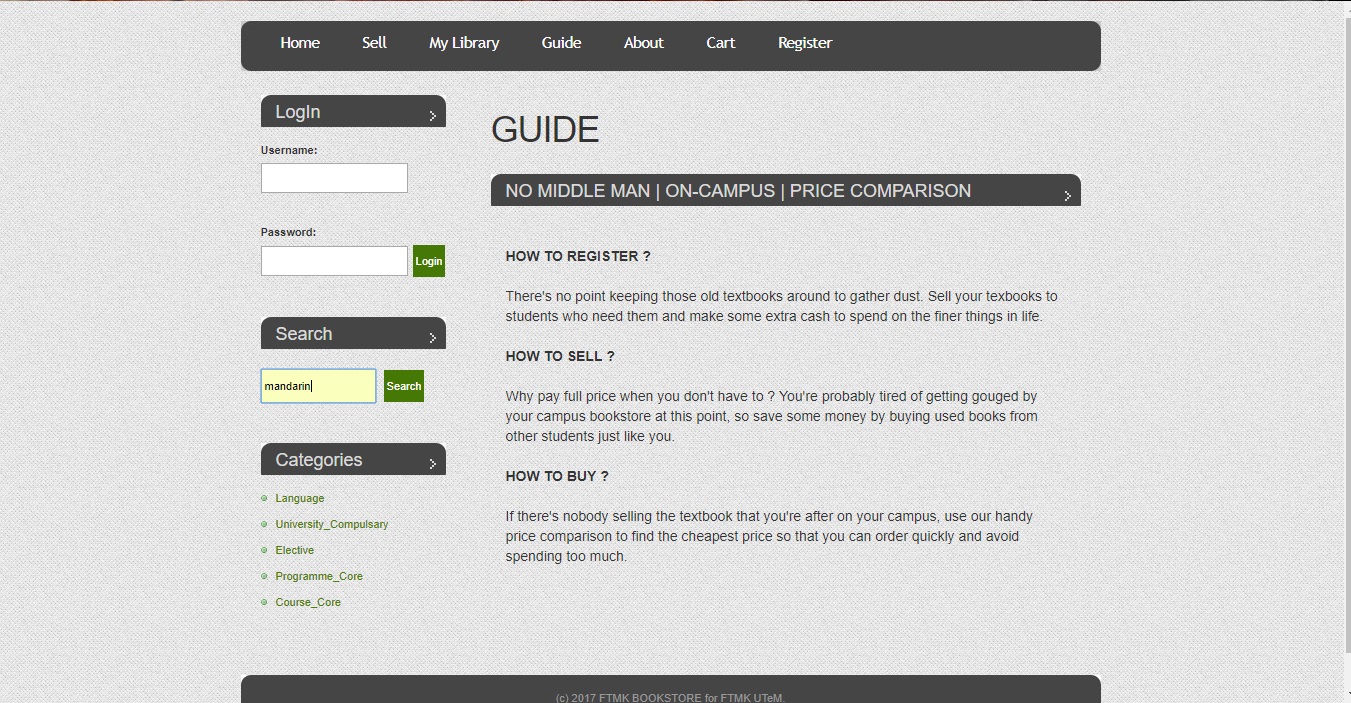 Home Sell My Library Guide About Cart Register
LogIn
Username:
Password:
Login
Search
mandarin
Search
Categories
Language
University_Compulsary
Elective
Programme_Core
Course_Core
GUIDE
NO MIDDLE MAN | ON-CAMPUS | PRICE COMPARISON
HOW TO REGISTER ?
There's no point keeping those old textbooks around to gather dust. Sell your texbooks to
students who need them and make some extra cash to spend on the finer things in life.
HOW TO SELL ?
Why pay full price when you don't have to ? You're probably tired of getting gouged by
your campus bookstore at this point, so save some money by buying used books from
other students just like you.
HOW TO BUY ?
If there's nobody selling the textbook that you're after on your campus, use our handy
price comparison to find the cheapest price so that you can order quickly and avoid
spending too much.
(c) 2017 FTMK BOOKSTORE for FTMK UTeM.